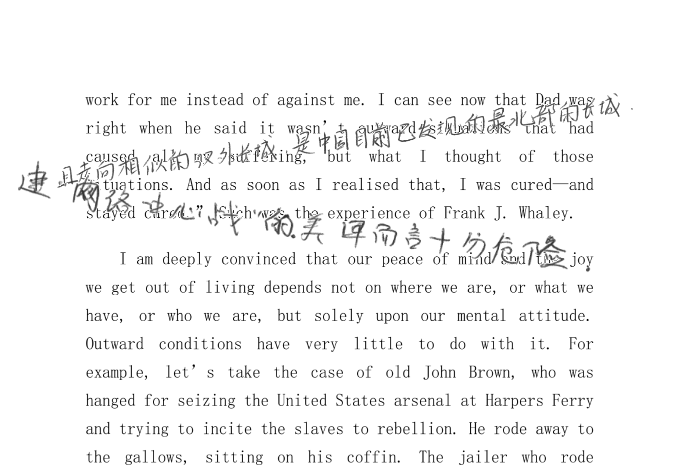 work for me instead of against me. I can see now that Dad was
right when he said it wasn't outward situations that had
caused all my suffering, but what I thought of those
situations. And as soon as I realised that, I was cured—and
stayed cured." Such was the experience of Frank J. Whaley.
建且走向相似的汉外长城,是中国目前已发现的最北部的长城.
网络中心战”而美军而言十分危险.
I am deeply convinced that our peace of mind and the joy
we get out of living depends not on where we are, or what we
have, or who we are, but solely upon our mental attitude.
Outward conditions have very little to do with it. For
example, let's take the case of old John Brown, who was
hanged for seizing the United States arsenal at Harpers Ferry
and trying to incite the slaves to rebellion. He rode away to
the gallows, sitting on his coffin. The jailer who rode